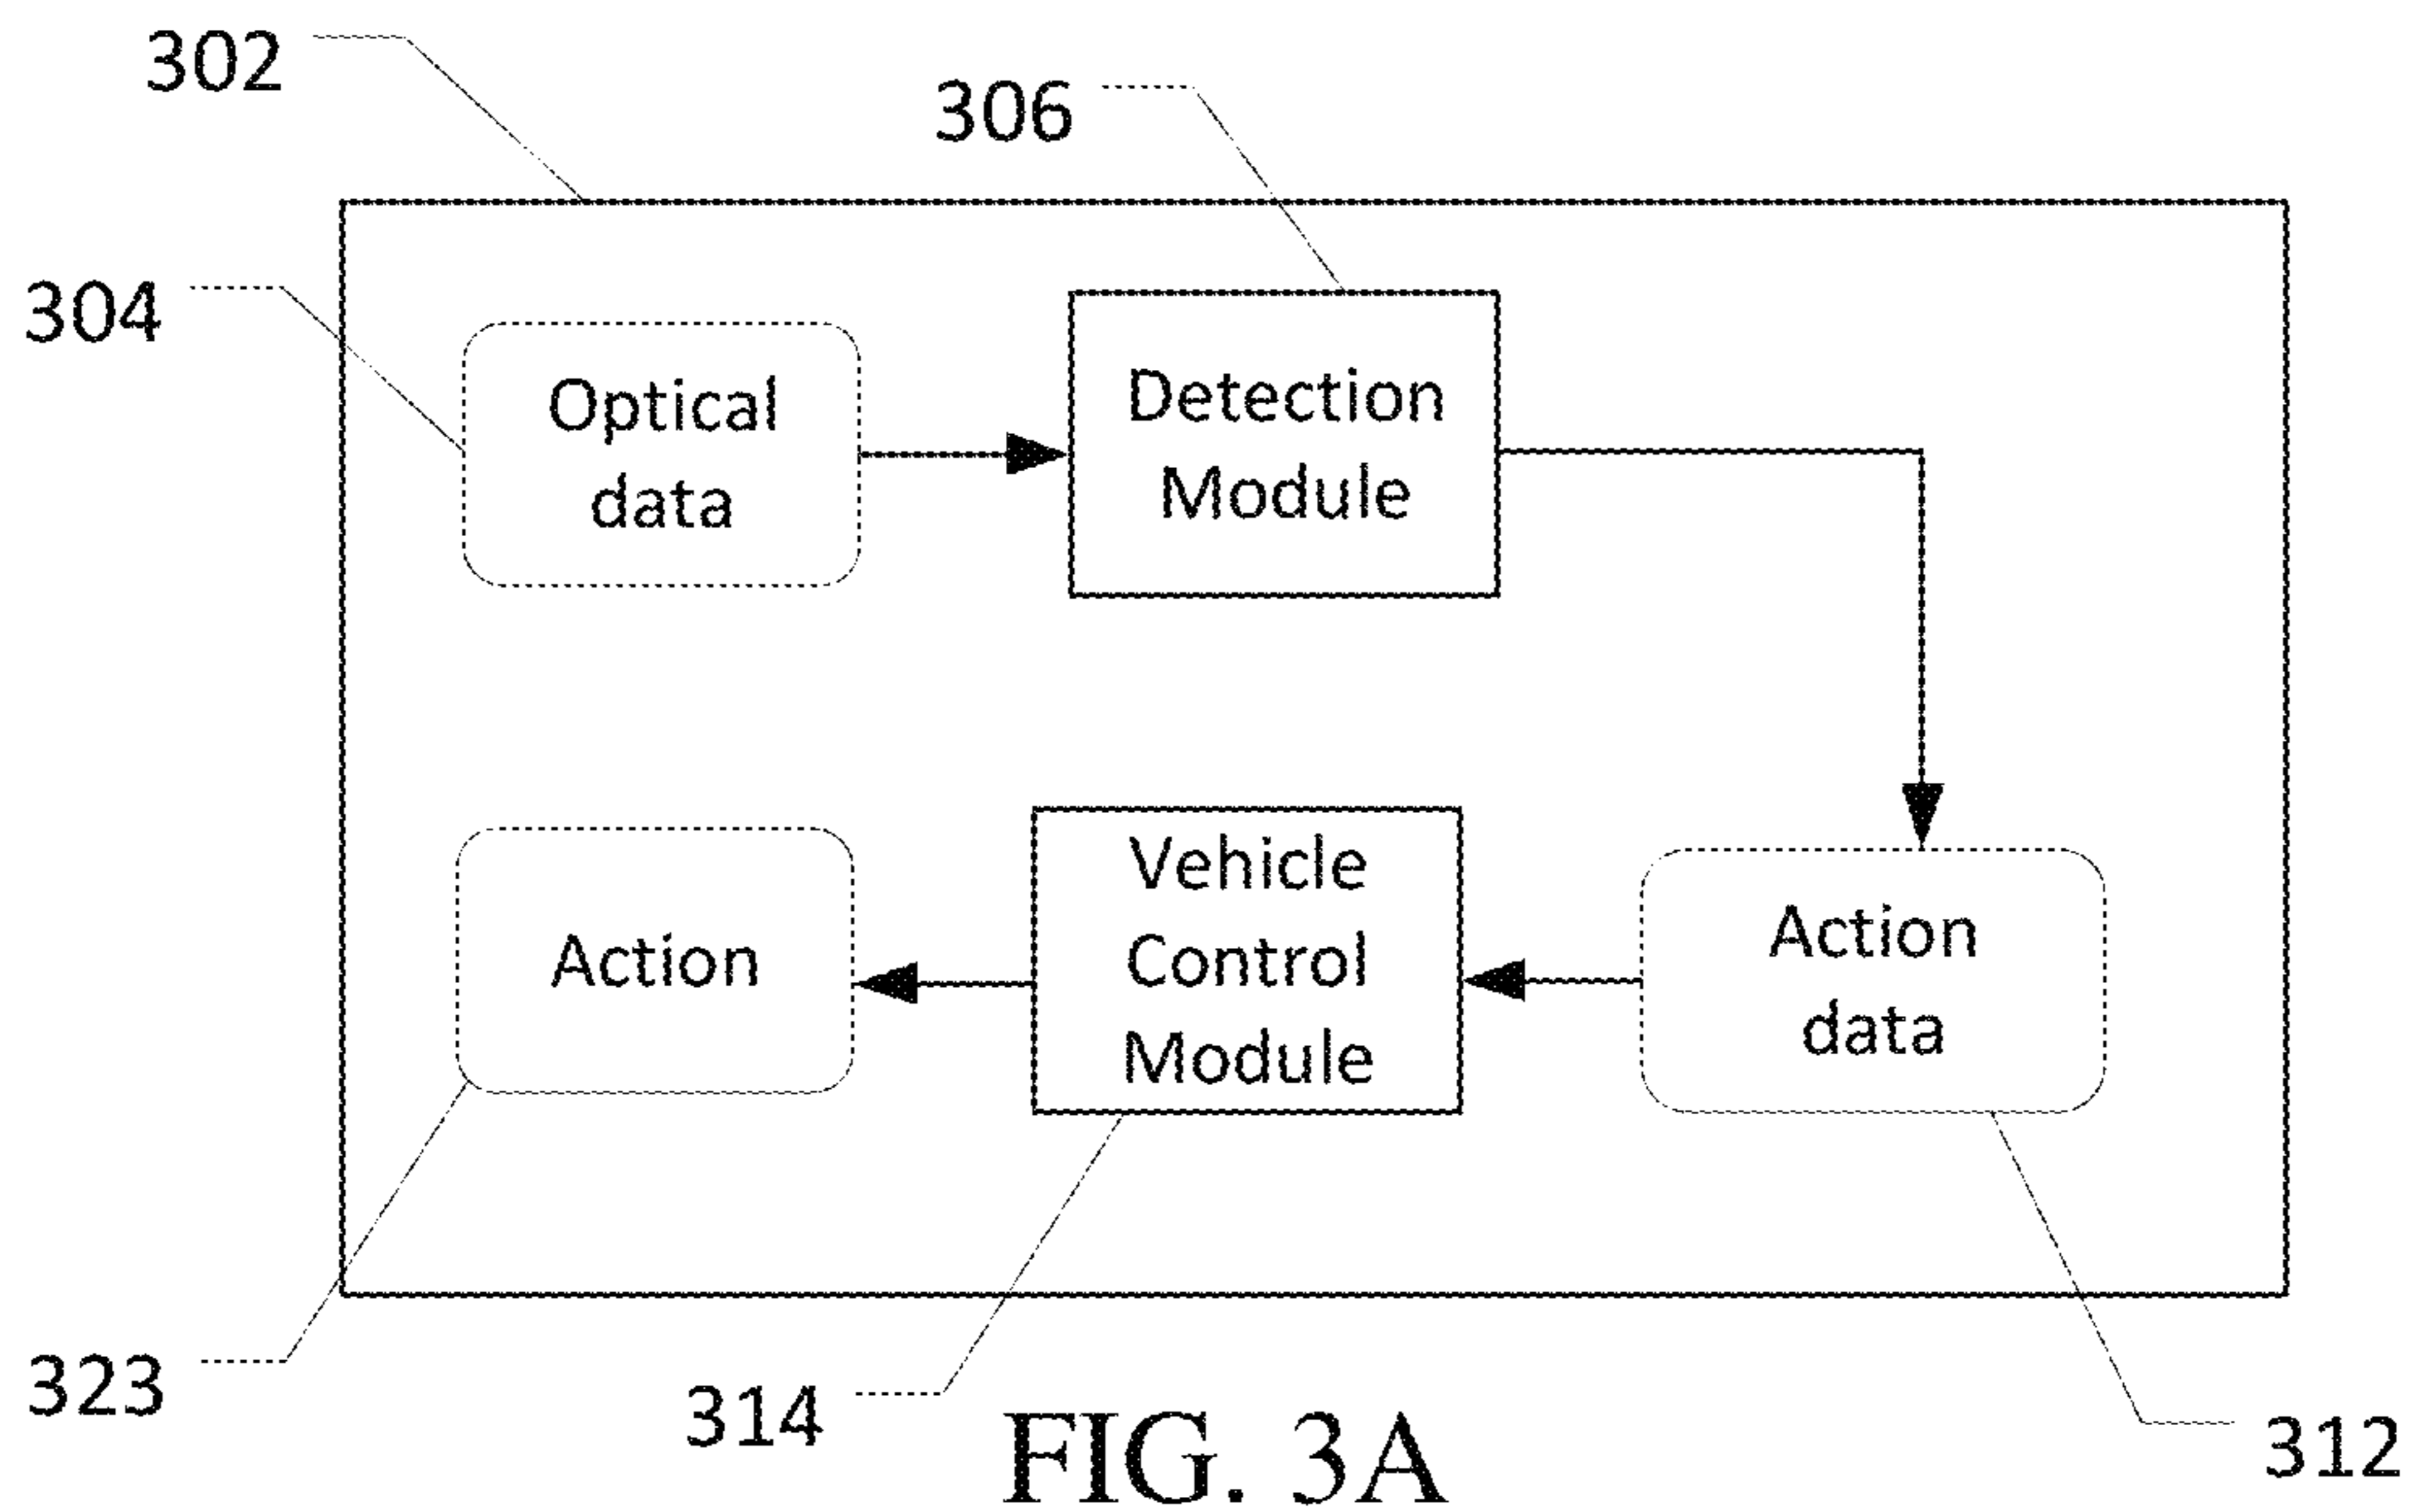 302
306
304
Optical
data
Detection
Module
Action
Vehicle
Control
Module
Action
data
323
314
312
FIG. 3A